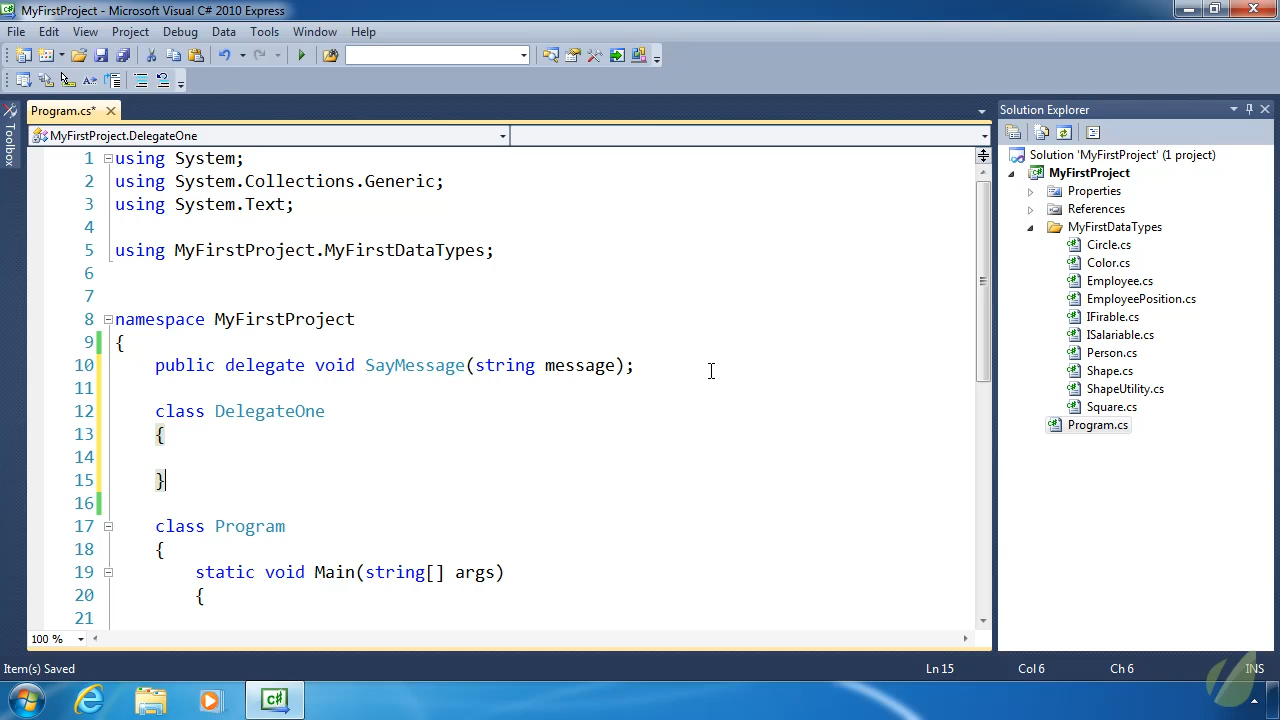 MyFirstProject - Microsoft Visual C# 2010 Express
File Edit View Project Debug Data Tools Window Help
Program.cs*
Solution Explorer
Toolbox
MyFirstProject.DelegateOne
1 using System;
2 using System.Collections.Generic;
3 using System.Text;
4
5 using MyFirstProject.MyFirstDataTypes;
6
7
8 namespace MyFirstProject
9 {
10 public delegate void SayMessage(string message);
11
12 class DelegateOne
13 {
14
15 }
16
17 class Program
18 {
19 static void Main(string[] args)
20 {
21
100 %
Solution 'MyFirstProject' (1 project)
MyFirstProject
Properties
References
MyFirstDataTypes
Circle.cs
Color.cs
Employee.cs
EmployeePosition.cs
IFirable.cs
ISalariable.cs
Person.cs
Shape.cs
ShapeUtility.cs
Square.cs
Program.cs
Item(s) Saved Ln 15 Col 6 Ch 6 INS
C#